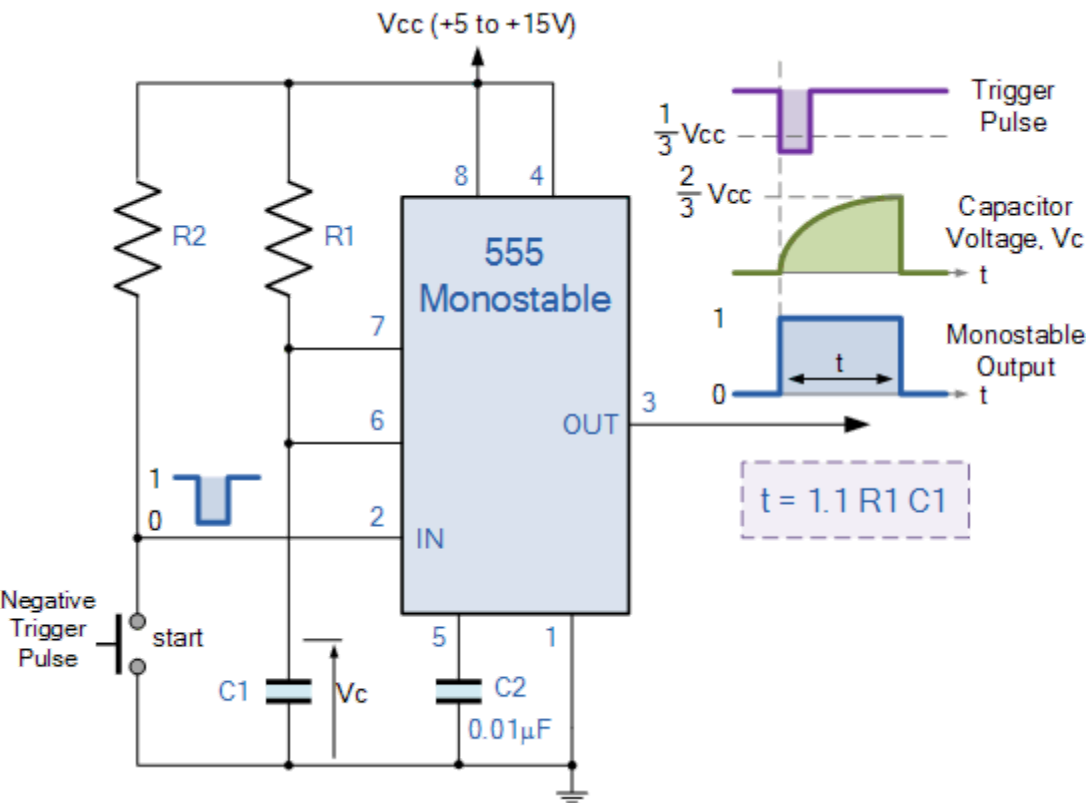 Vcc (+5 to +15V)
Trigger
Pulse
1/3 Vcc
2/3 Vcc
Capacitor
Voltage, Vc
t
8
4
R2
R1
555
Monostable
7
1
Monostable
Output
t
0
t
3
6
OUT
t = 1.1 R1 C1
1
0
2
IN
Negative
Trigger
Pulse
start
5
1
C1
Vc
C2
0.01µF